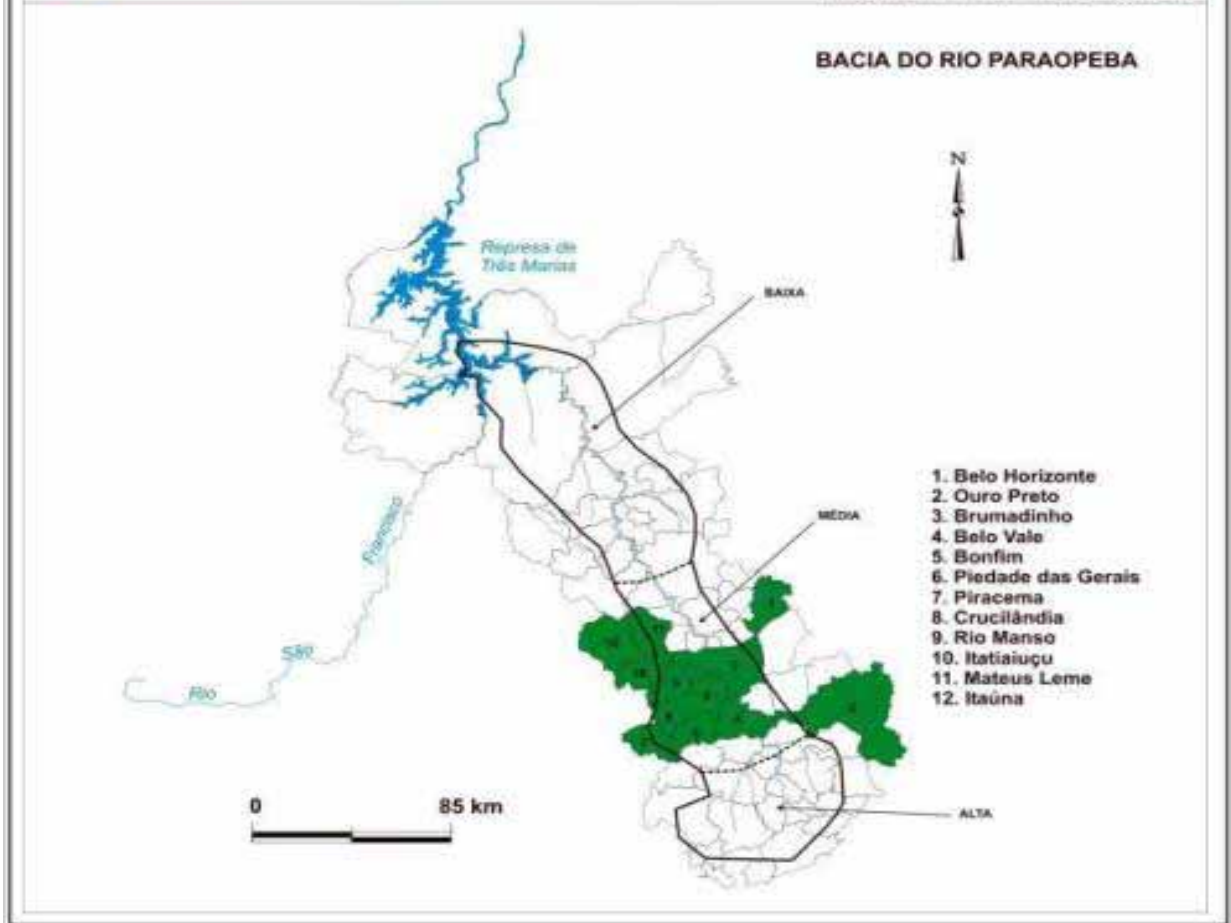 BACIA DO RIO PARAOPEBA
N
Represa de
Três Marias
BAIXA
MÉDIA
ALTA
Rio
São
Francisco
1. Belo Horizonte
2. Ouro Preto
3. Brumadinho
4. Belo Vale
5. Bonfim
6. Piedade das Gerais
7. Piracema
8. Crucilândia
9. Rio Manso
10. Itatiaiuçu
11. Mateus Leme
12. Itaúna
0 85 km